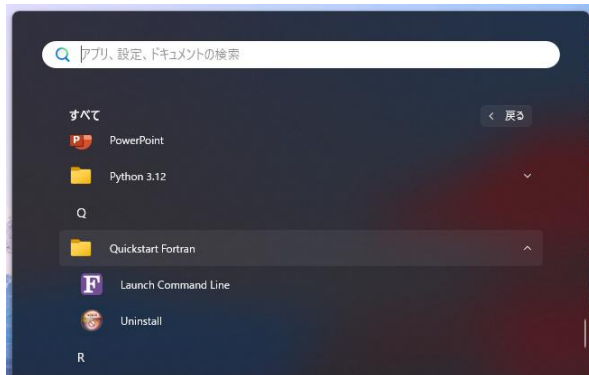 アプリ、設定、ドキュメントの検索
すべて
戻る
PowerPoint
Python 3.12
Q
Quickstart Fortran
Launch Command Line
Uninstall
R